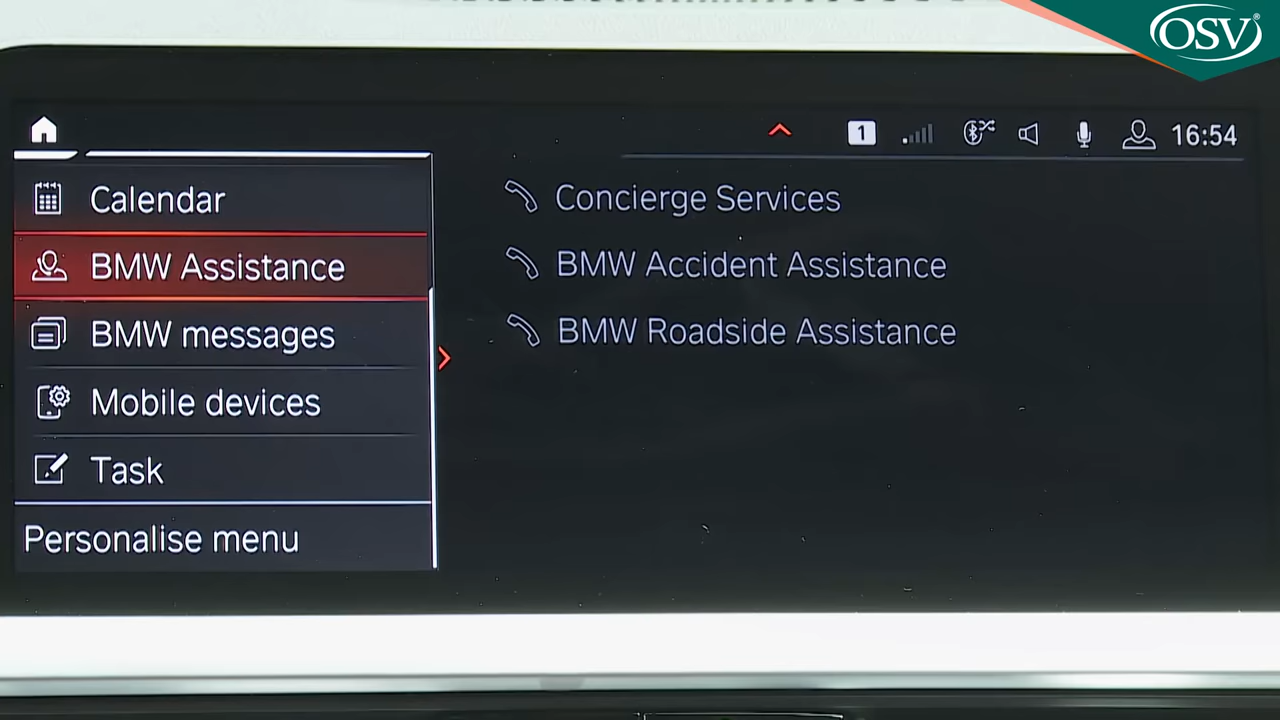 OSV
1
16:54
Calendar
BMW Assistance
BMW messages
Mobile devices
Task
Personalise menu
Concierge Services
BMW Accident Assistance
BMW Roadside Assistance